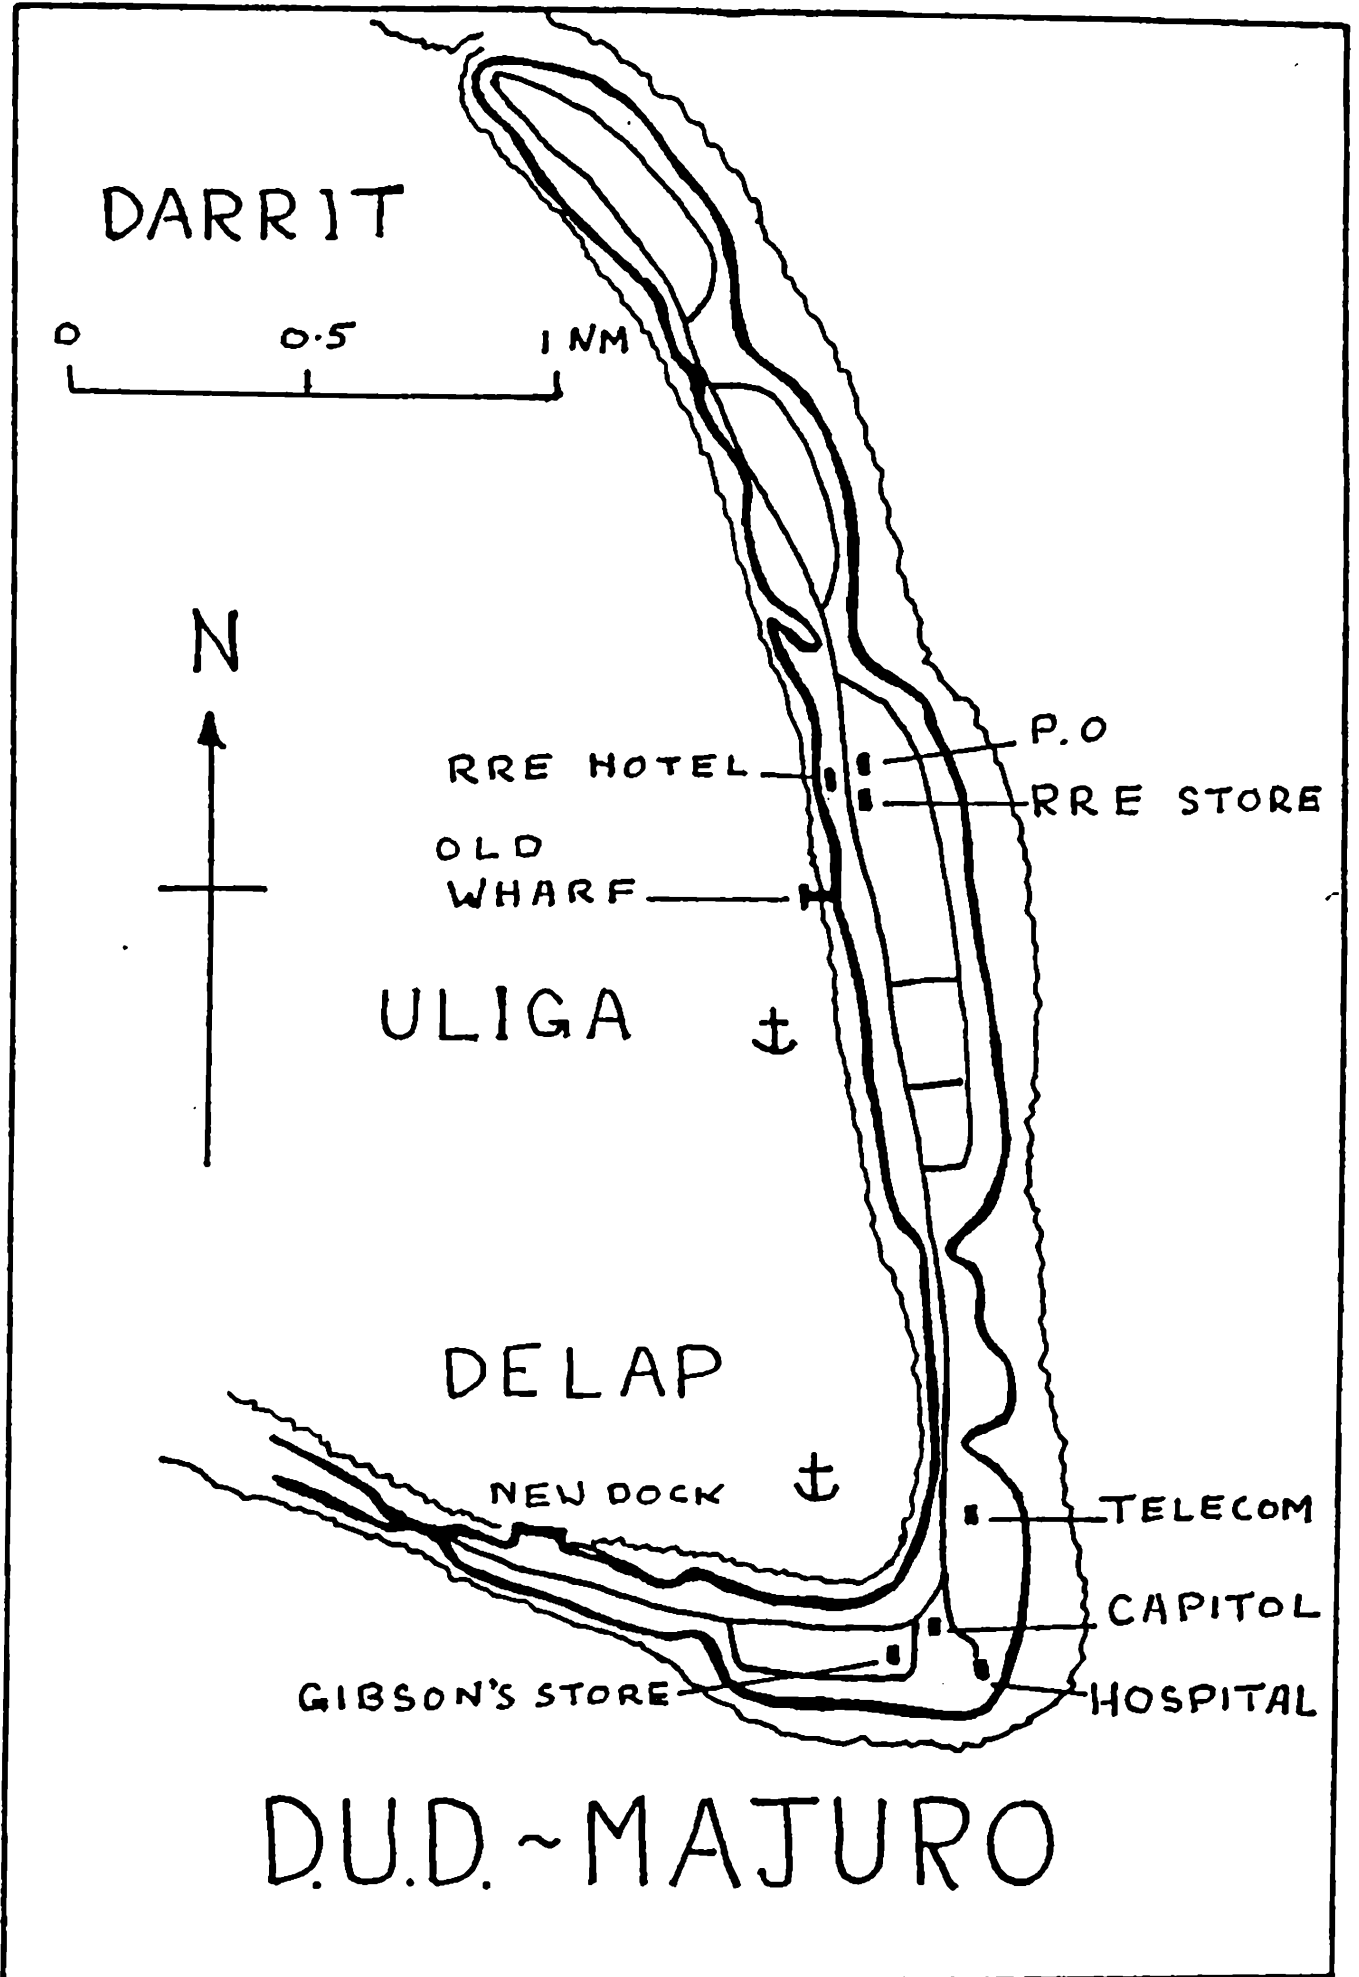 DARRIT
0 0.5 1 NM
N
P.O
RRE HOTEL
RRE STORE
OLD
WHARF
ULIGA
DELAP
NEW DOCK
TELECOM
CAPITOL
GIBSON'S STORE
HOSPITAL
D.U.D. ~ MAJURO